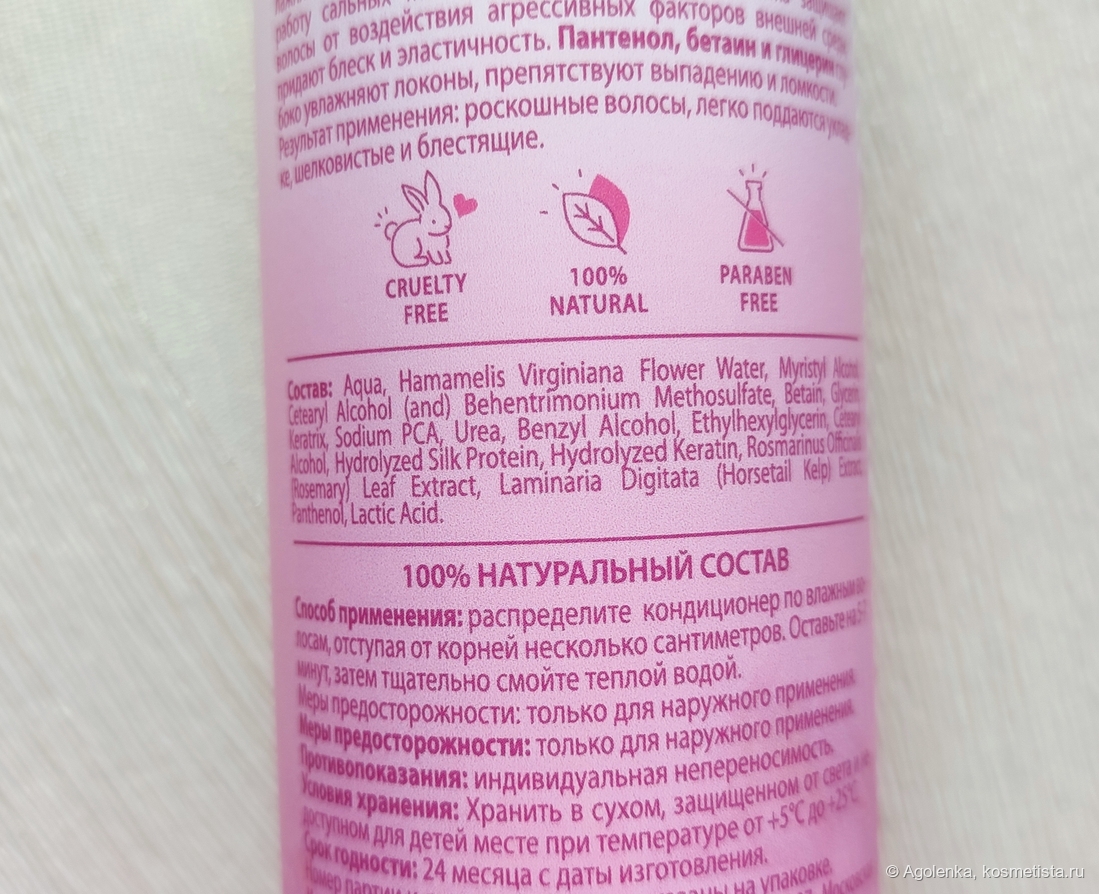 работу сальных
волосы от воздействия агрессивных факторов внешней среды,
придают блеск и эластичность. Пантенол, бетаин и глицерин глу-
боко увлажняют локоны, препятствуют выпадению и ломкости.
Результат применения: роскошные волосы, легко поддаются уклад-
ке, шелковистые и блестящие.
CRUELTY
FREE
100%
NATURAL
PARABEN
FREE
Состав: Aqua, Hamamelis Virginiana Flower Water, Myristyl Alcohol,
Cetearyl Alcohol (and) Behentrimonium Methosulfate, Betain, Glycerin,
Keratrix, Sodium PCA, Urea, Benzyl Alcohol, Ethylhexylglycerin, Cetearyl
Alcohol, Hydrolyzed Silk Protein, Hydrolyzed Keratin, Rosmarinus Officinalis
(Rosemary) Leaf Extract, Laminaria Digitata (Horsetail Kelp) Extract,
Panthenol, Lactic Acid.
100% НАТУРАЛЬНЫЙ СОСТАВ
Способ применения: распределите кондиционер по влажным во-
лосам, отступая от корней несколько сантиметров. Оставьте на
минут, затем тщательно смойте теплой водой.
Меры предосторожности: только для наружного применения.
Меры предосторожности: только для наружного применения.
Противопоказания: индивидуальная непереносимость.
Условия хранения: Хранить в сухом, защищенном от света и не-
доступном для детей месте при температуре от +5°C до +25°C.
Срок годности: 24 месяца с даты изготовления.
Номер партии на упаковке.
© Agolenka, kosmetista.ru